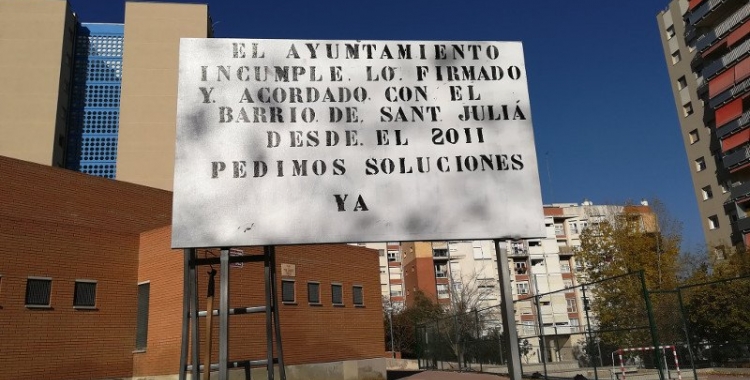 EL AYUNTAMIENTO
INCUMPLE. LO. FIRMADO
Y. ACORDADO. CON. EL
BARRIO. DE. SANT. JULIÁ
DESDE. EL 2011
PEDIMOS SOLUCIONES
YA